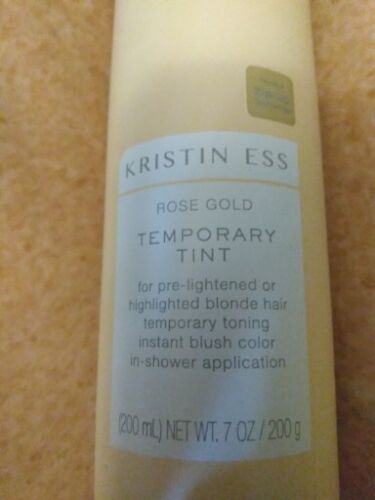 KRISTIN ESS
ROSE GOLD
TEMPORARY
TINT
for pre-lightened or
highlighted blonde hair
temporary toning
instant blush color
in-shower application
(200 mL) NET WT. 7 OZ / 200 g